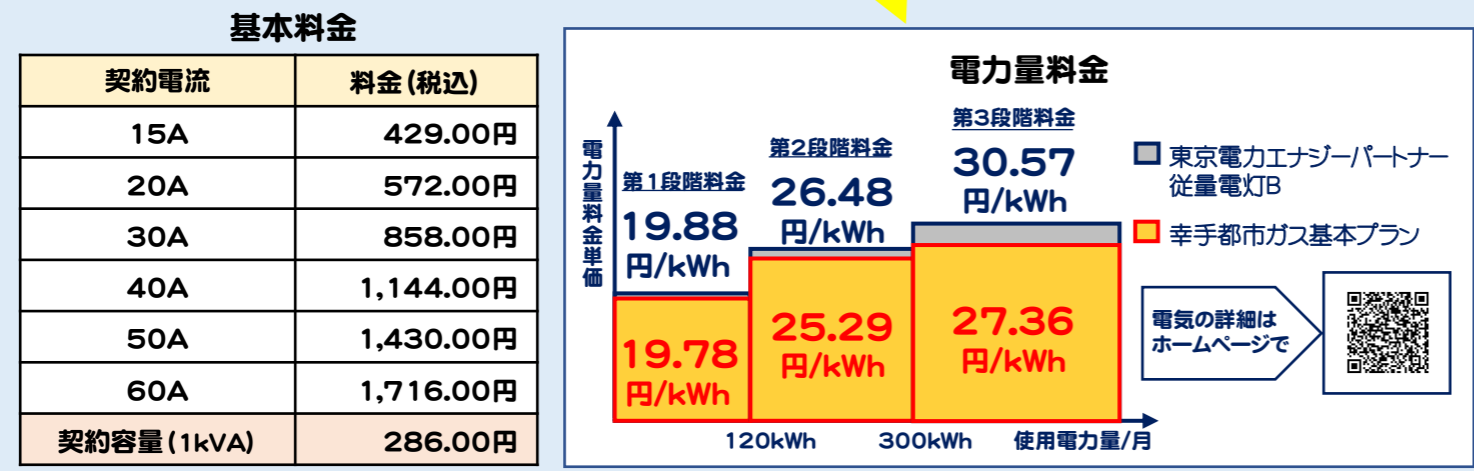 基本料金
契約電流 料金(税込)
15A 429.00円
20A 572.00円
30A 858.00円
40A 1,144.00円
50A 1,430.00円
60A 1,716.00円
契約容量(1kVA) 286.00円
電力量料金
電力量料金単価
第1段階料金
19.88
円/kWh
第2段階料金
26.48
円/kWh
第3段階料金
30.57
円/kWh
19.78
円/kWh
25.29
円/kWh
27.36
円/kWh
120kWh 300kWh 使用電力量/月
東京電力エナジーパートナー
従量電灯B
幸手都市ガス基本プラン
電気の詳細は
ホームページで